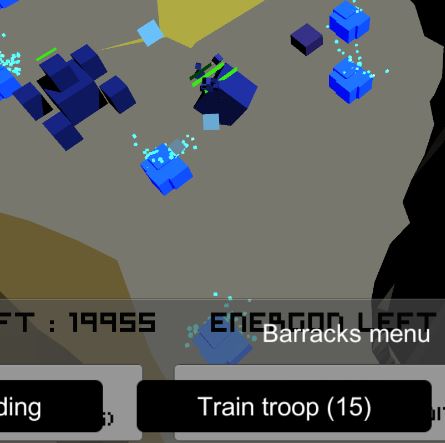 FT : 19955 ENERGON LEFT
Barracks menu
ding
Train troop (15)